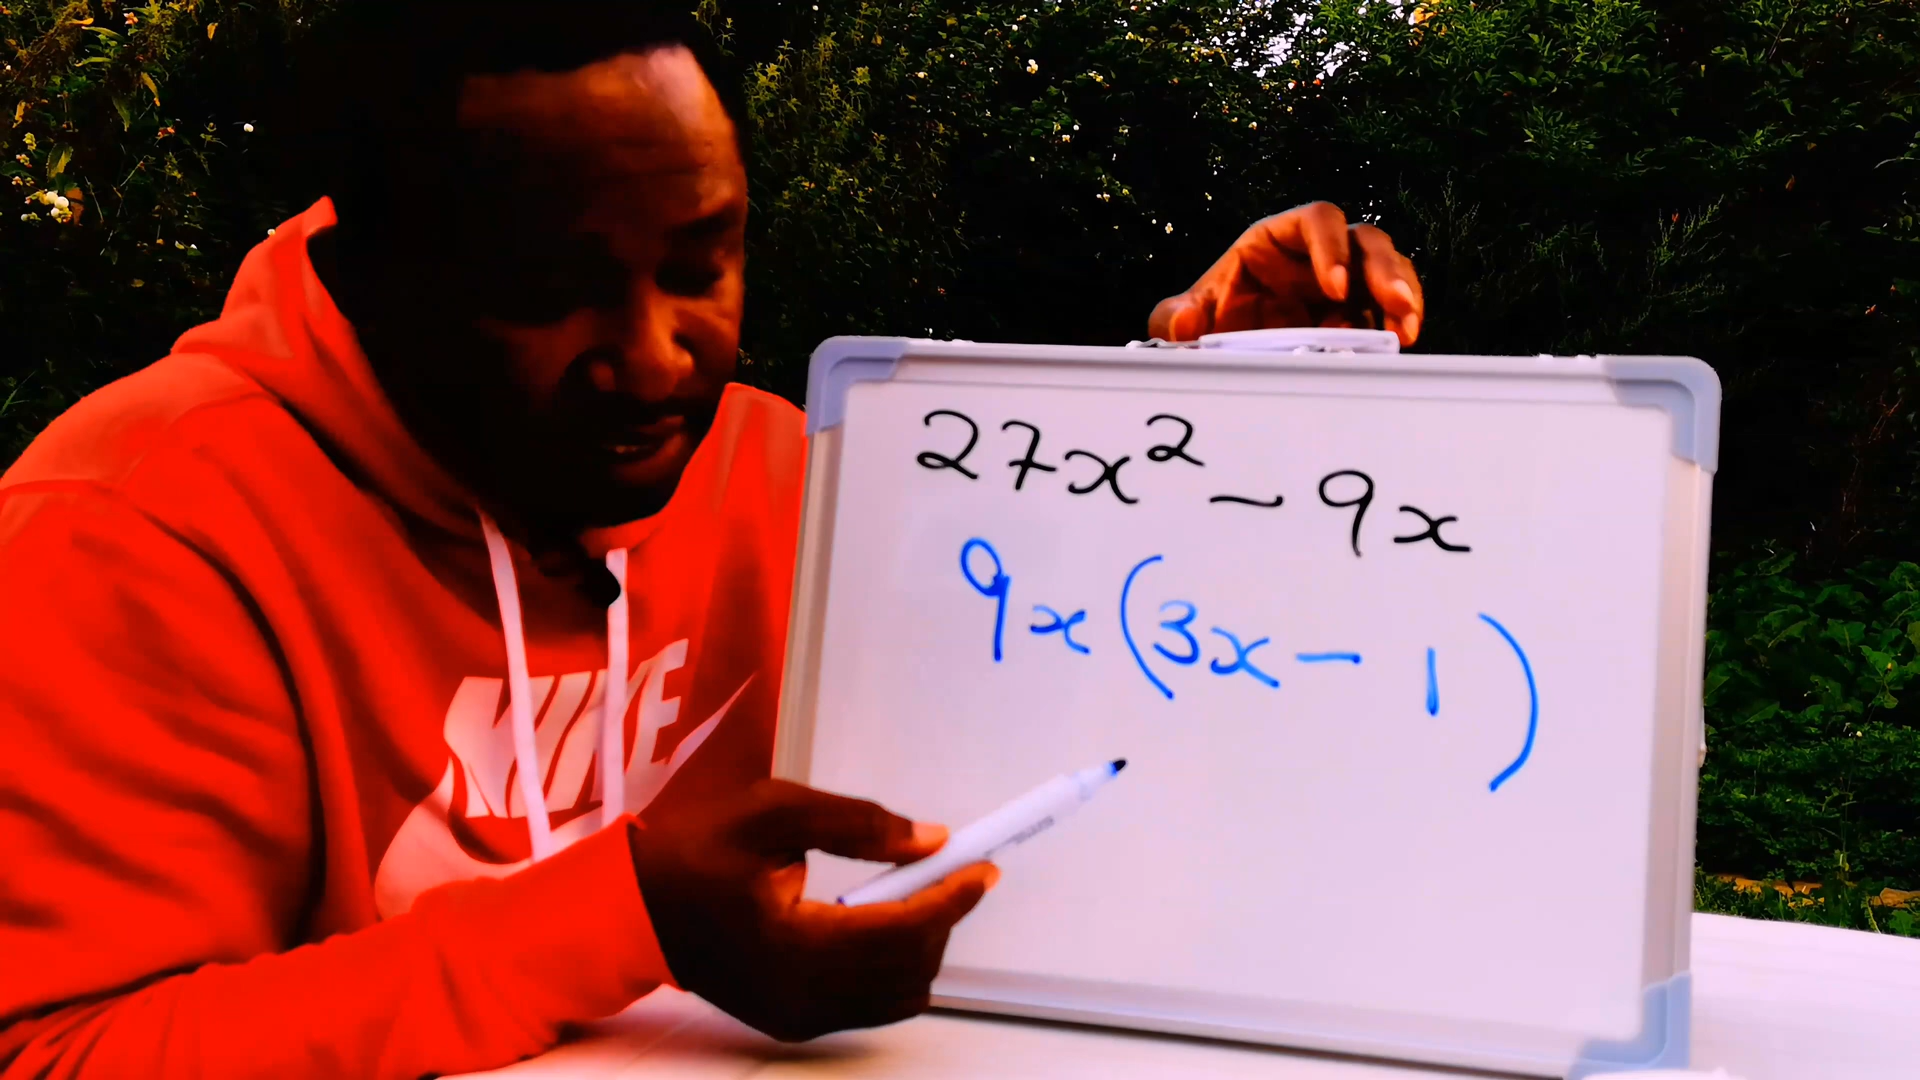 27x² - 9x
9x(3x - 1)
NIKE